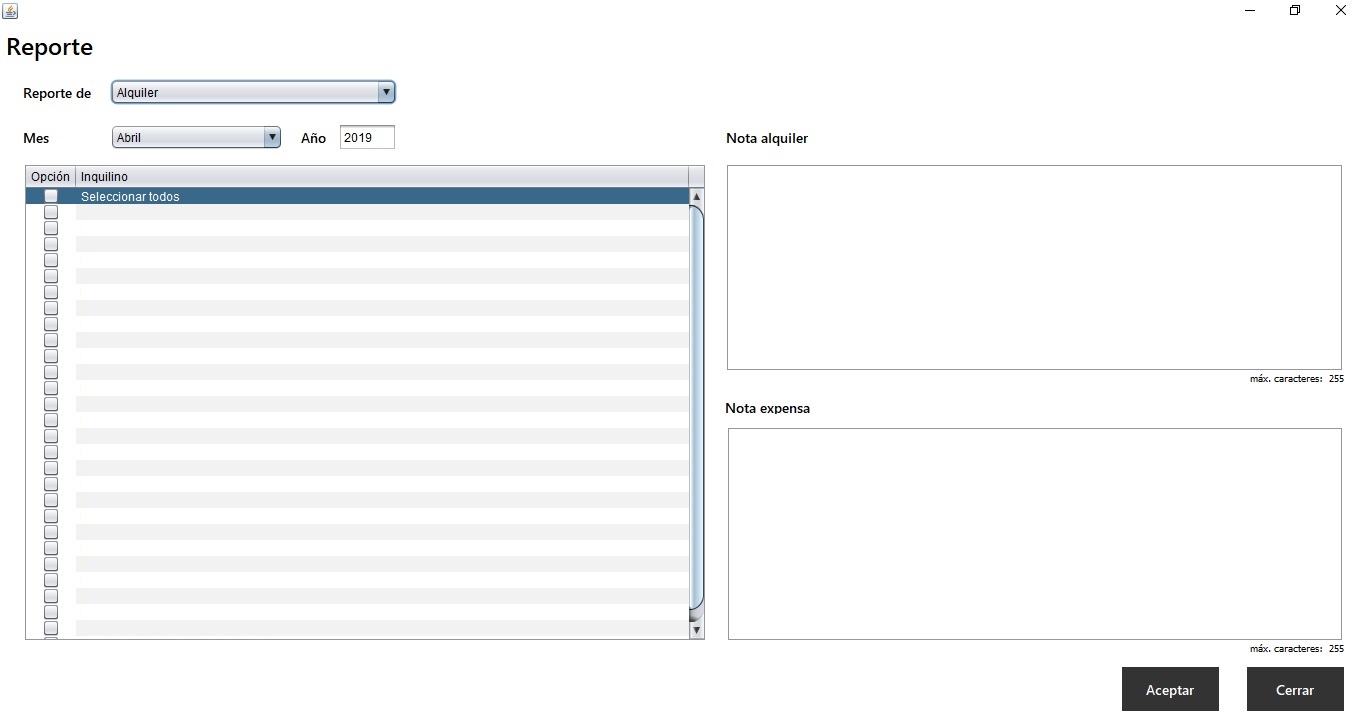 Reporte
Reporte de Alquiler
Mes Abril Año 2019
Nota alquiler
Opción Inquilino
Seleccionar todos
máx. caracteres: 255
Nota expensa
máx. caracteres: 255
Aceptar Cerrar